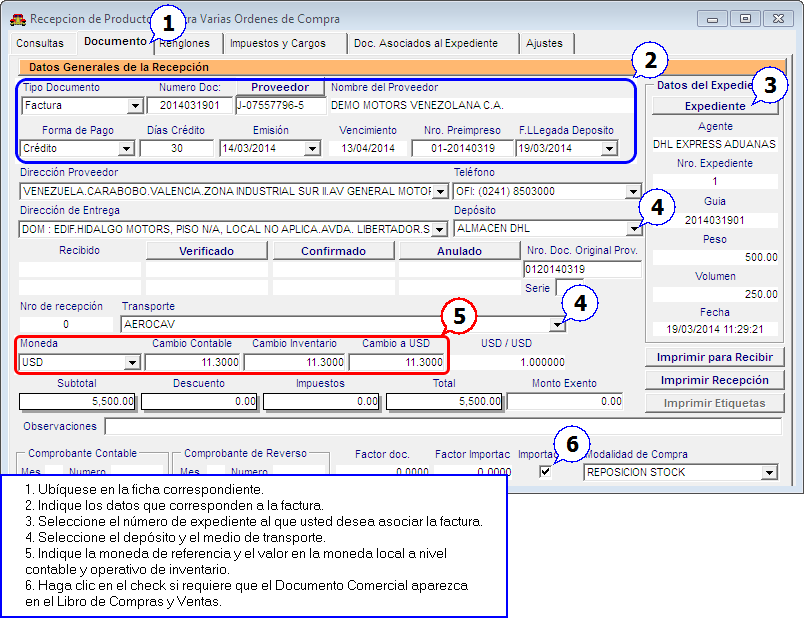 Recepcion de Producto ra Varias Ordenes de Compra
1
Consultas Documento Renglones Impuestos y Cargos Doc. Asociados al Expediente Ajustes
2
Datos Generales de la Recepción
Tipo Documento Numero Doc: Proveedor Nombre del Proveedor
Factura 2014031901 J-07557796-5 DEMO MOTORS VENEZOLANA C.A.
Forma de Pago Días Crédito Emisión Vencimiento Nro. Preimpreso F.LLegada Deposito
Crédito 30 14/03/2014 13/04/2014 01-20140319 19/03/2014
Datos del Expedie
3
Expediente
Agente
DHL EXPRESS ADUANAS
Nro. Expediente
1
Guia
2014031901
Peso
500.00
Volumen
250.00
Fecha
19/03/2014 11:29:21
Dirección Proveedor Teléfono
VENEZUELA.CARABOBO.VALENCIA.ZONA INDUSTRIAL SUR II.AV GENERAL MOTOR OFI: (0241) 8503000
Dirección de Entrega Depósito 4
DOM : EDIF.HIDALGO MOTORS, PISO N/A, LOCAL NO APLICA.AVDA. LIBERTADOR.S ALMACEN DHL
Recibido Verificado Confirmado Anulado Nro. Doc. Original Prov.
0120140319
Serie
Nro de recepción Transporte 4
0 AEROCAV
5
Moneda Cambio Contable Cambio Inventario Cambio a USD USD / USD
USD 11.3000 11.3000 11.3000 1.000000
Imprimir para Recibir
Imprimir Recepción
Imprimir Etiquetas
Subtotal Descuento Impuestos Total Monto Exento
5,500.00 0.00 0.00 5,500.00 0.00
Observaciones
6
Comprobante Contable Comprobante de Reverso Factor doc. Factor Importac Importac Modalidad de Compra
Mes Numero Mes Numero 0.0000 0.0000 REPOSICION STOCK
1. Ubíquese en la ficha correspondiente.
2. Indique los datos que corresponden a la factura.
3. Seleccione el número de expediente al que usted desea asociar la factura.
4. Seleccione el depósito y el medio de transporte.
5. Indique la moneda de referencia y el valor en la moneda local a nivel
contable y operativo de inventario.
6. Haga clic en el check si requiere que el Documento Comercial aparezca
en el Libro de Compras y Ventas.